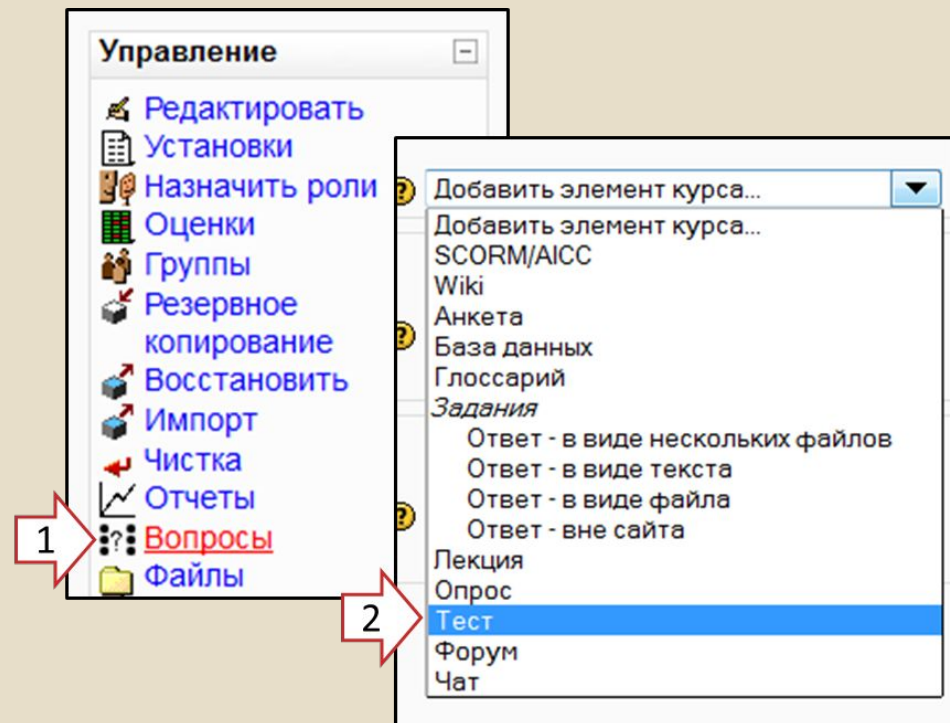 Управление
Редактировать
Установки
Назначить роли
Оценки
Группы
Резервное
копирование
Восстановить
Импорт
Чистка
Отчеты
1
Вопросы
Файлы
Добавить элемент курса...
Добавить элемент курса...
SCORM/AICC
Wiki
Анкета
База данных
Глоссарий
Задания
Ответ - в виде нескольких файлов
Ответ - в виде текста
Ответ - в виде файла
Ответ - вне сайта
Лекция
Опрос
2
Тест
Форум
Чат